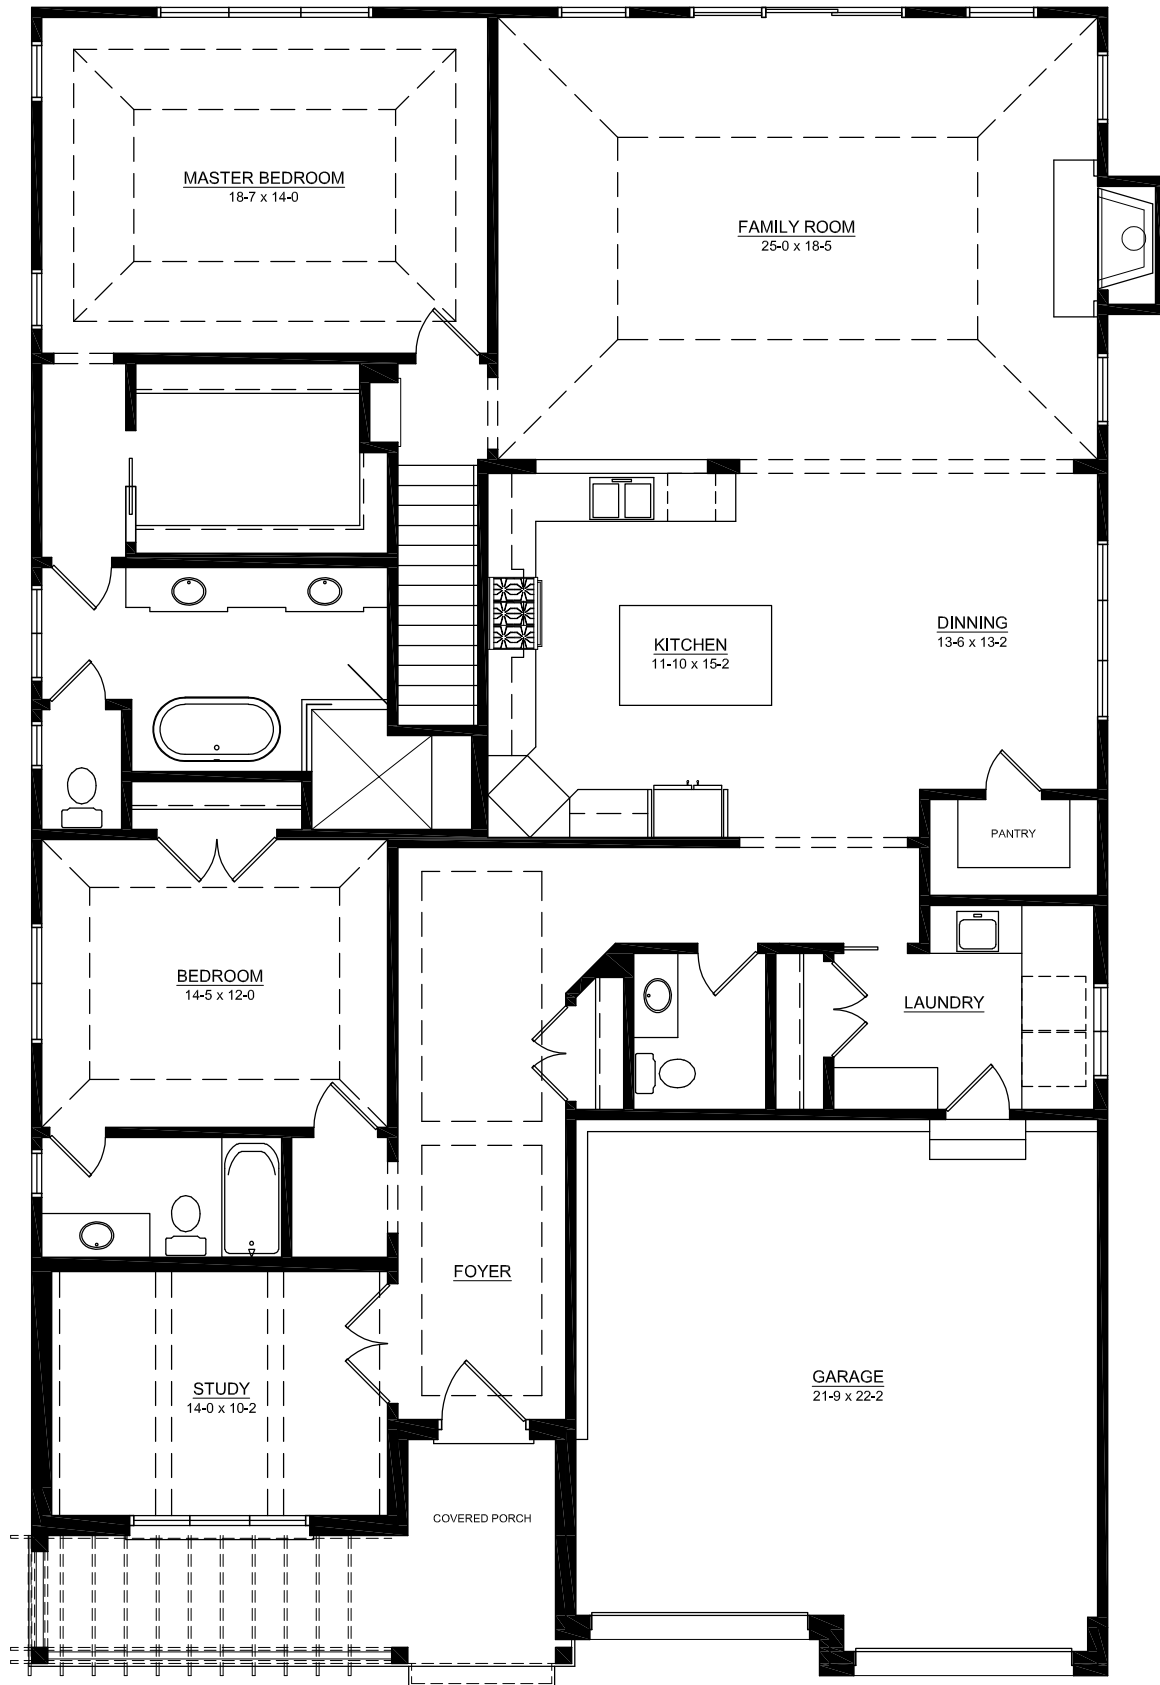 MASTER BEDROOM
18-7 x 14-0
FAMILY ROOM
25-0 x 18-5
KITCHEN
11-10 x 15-2
DINNING
13-6 x 13-2
PANTRY
BEDROOM
14-5 x 12-0
LAUNDRY
FOYER
STUDY
14-0 x 10-2
GARAGE
21-9 x 22-2
COVERED PORCH